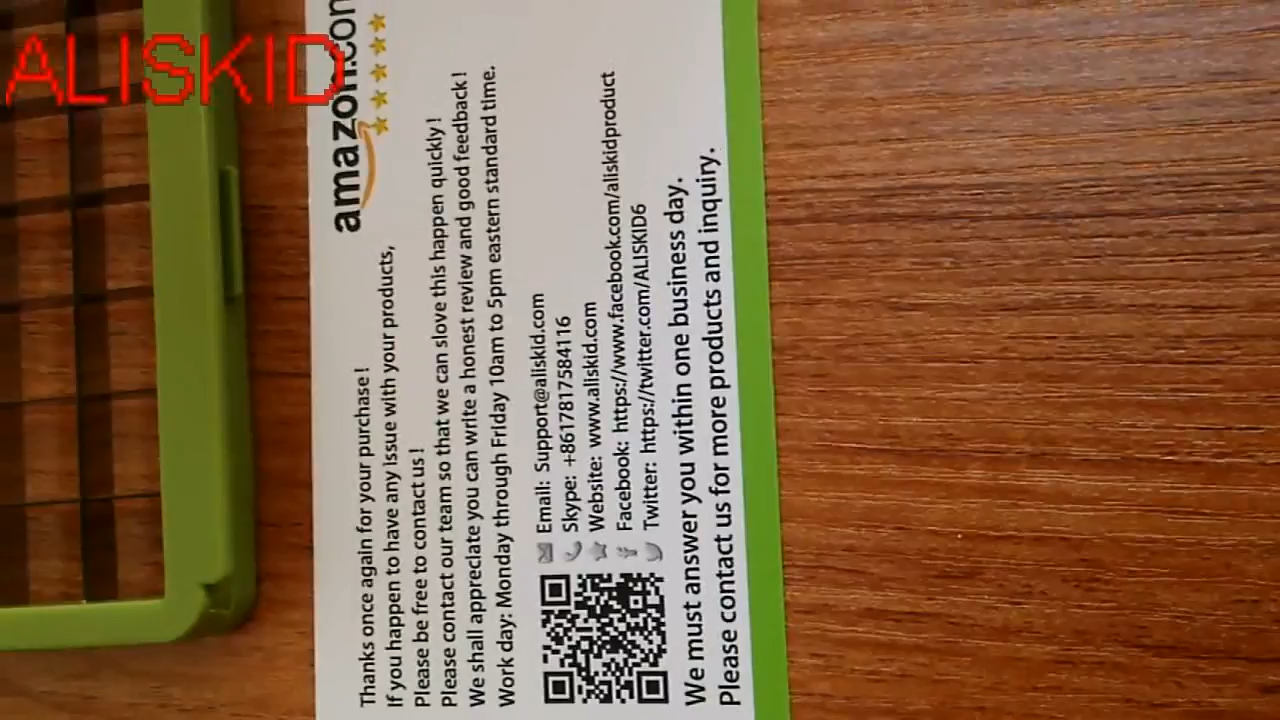 ALISKID
amazon.com
Thanks once again for your purchase!
If you happen to have any issue with your products,
Please be free to contact us!
Please contact our team so that we can slove this happen quickly!
We shall appreciate you can write a honest review and good feedback!
Work day: Monday through Friday 10am to 5pm eastern standard time.
Email: Support@aliskid.com
Skype: +8617817584116
Website: www.aliskid.com
Facebook: https://www.facebook.com/aliskidproduct
Twitter: https://twitter.com/ALISKID6
We must answer you within one business day.
Please contact us for more products and inquiry.